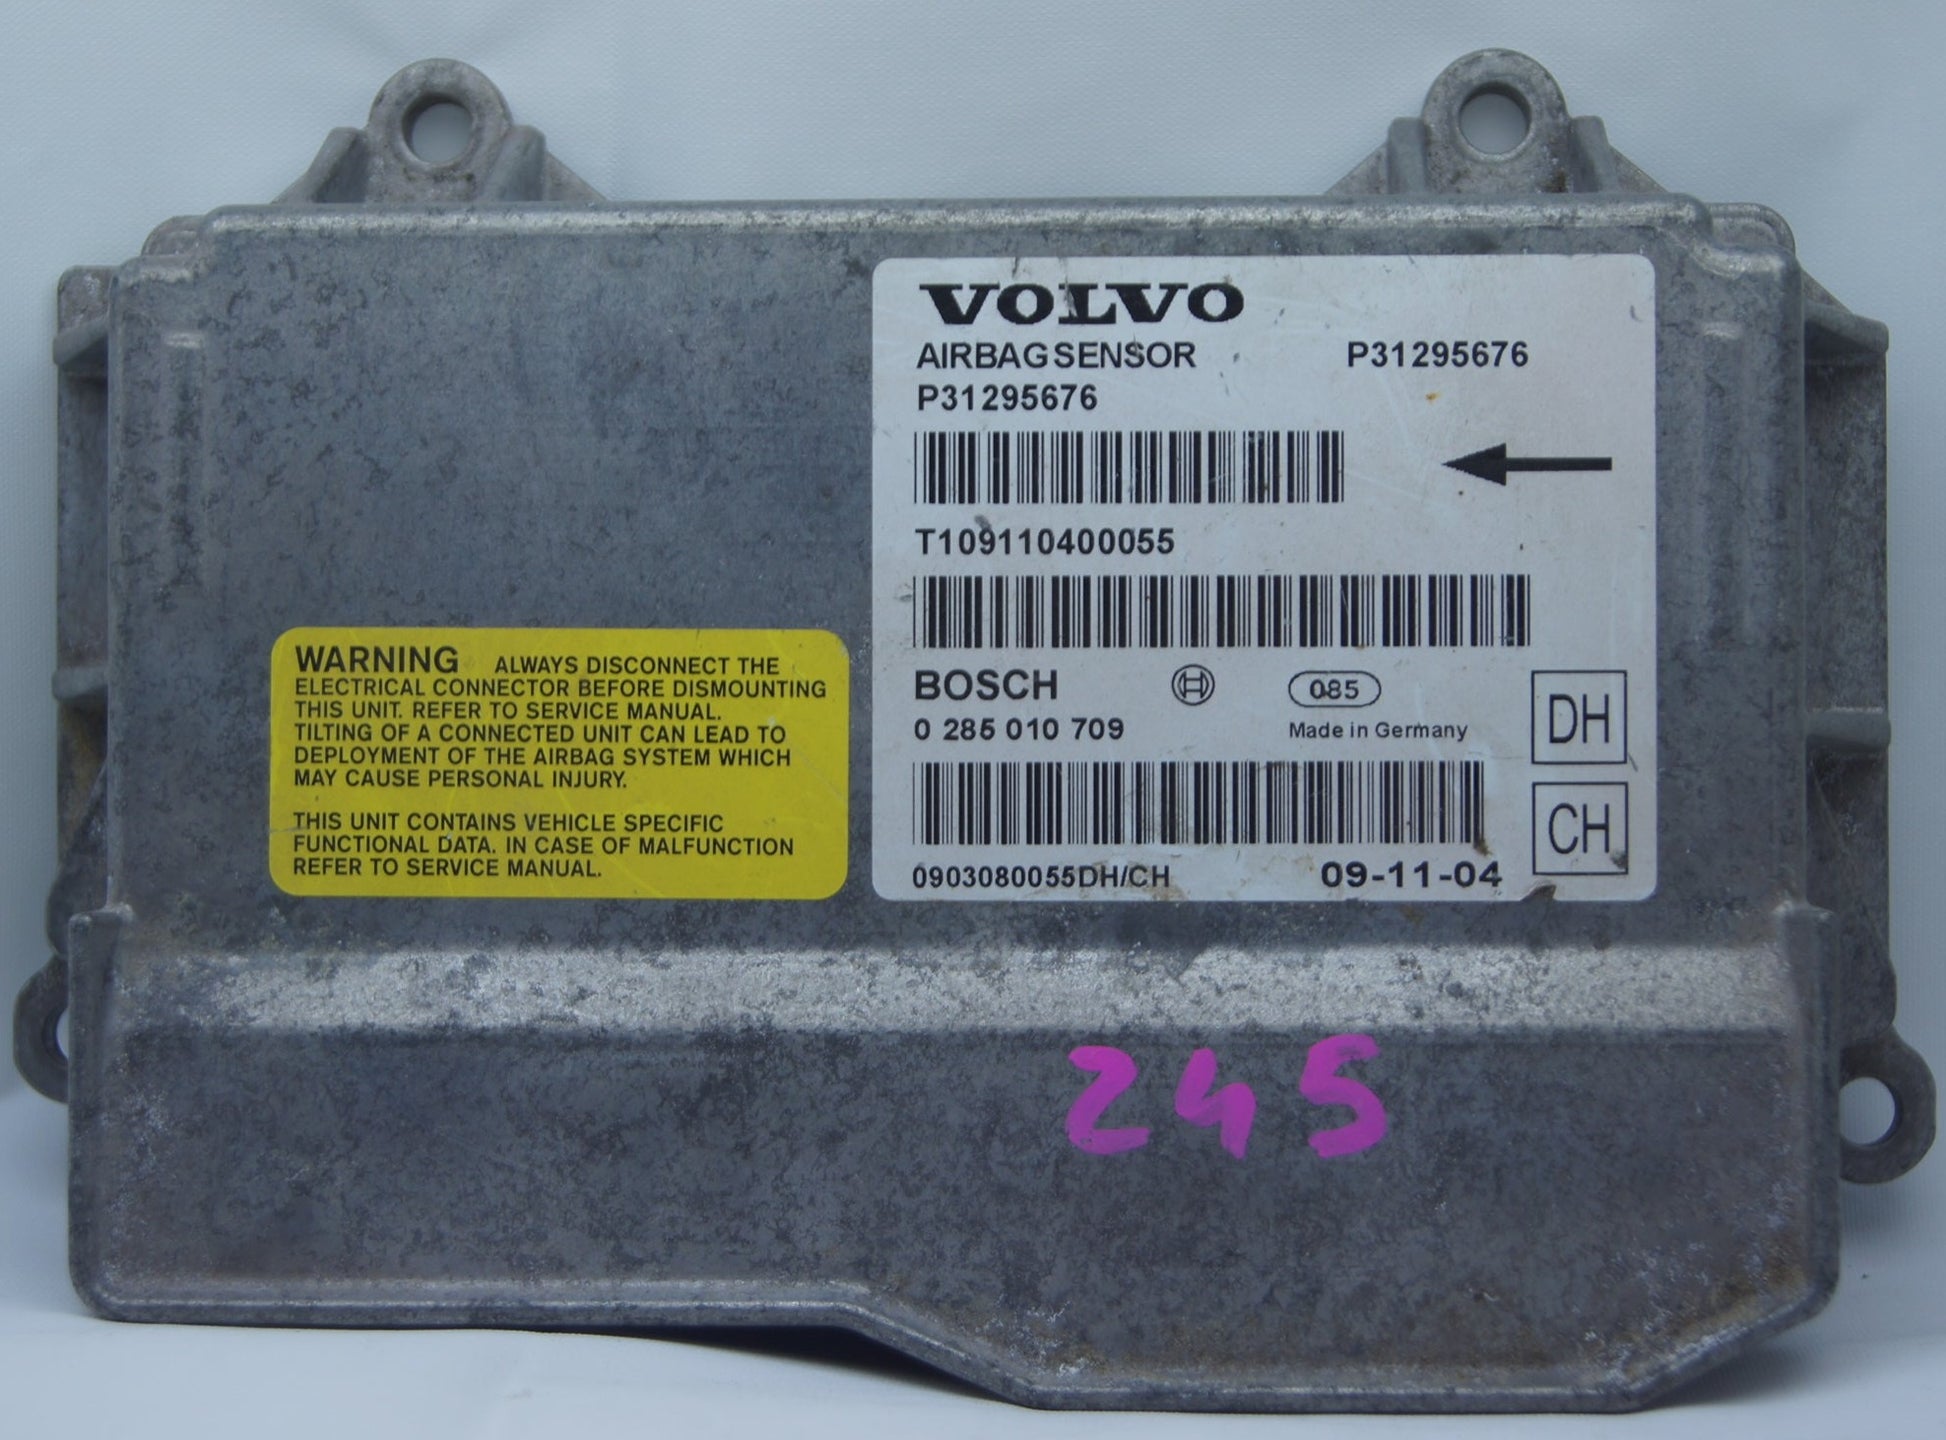 VOLVO
AIRBAG SENSOR P31295676
P31295676
T109110400055
BOSCH 085
0 285 010 709 Made in Germany
DH
CH
0903080055DH/CH 09-11-04
WARNING ALWAYS DISCONNECT THE
ELECTRICAL CONNECTOR BEFORE DISMOUNTING
THIS UNIT. REFER TO SERVICE MANUAL.
TILTING OF A CONNECTED UNIT CAN LEAD TO
DEPLOYMENT OF THE AIRBAG SYSTEM WHICH
MAY CAUSE PERSONAL INJURY.
THIS UNIT CONTAINS VEHICLE SPECIFIC
FUNCTIONAL DATA. IN CASE OF MALFUNCTION
REFER TO SERVICE MANUAL.
245